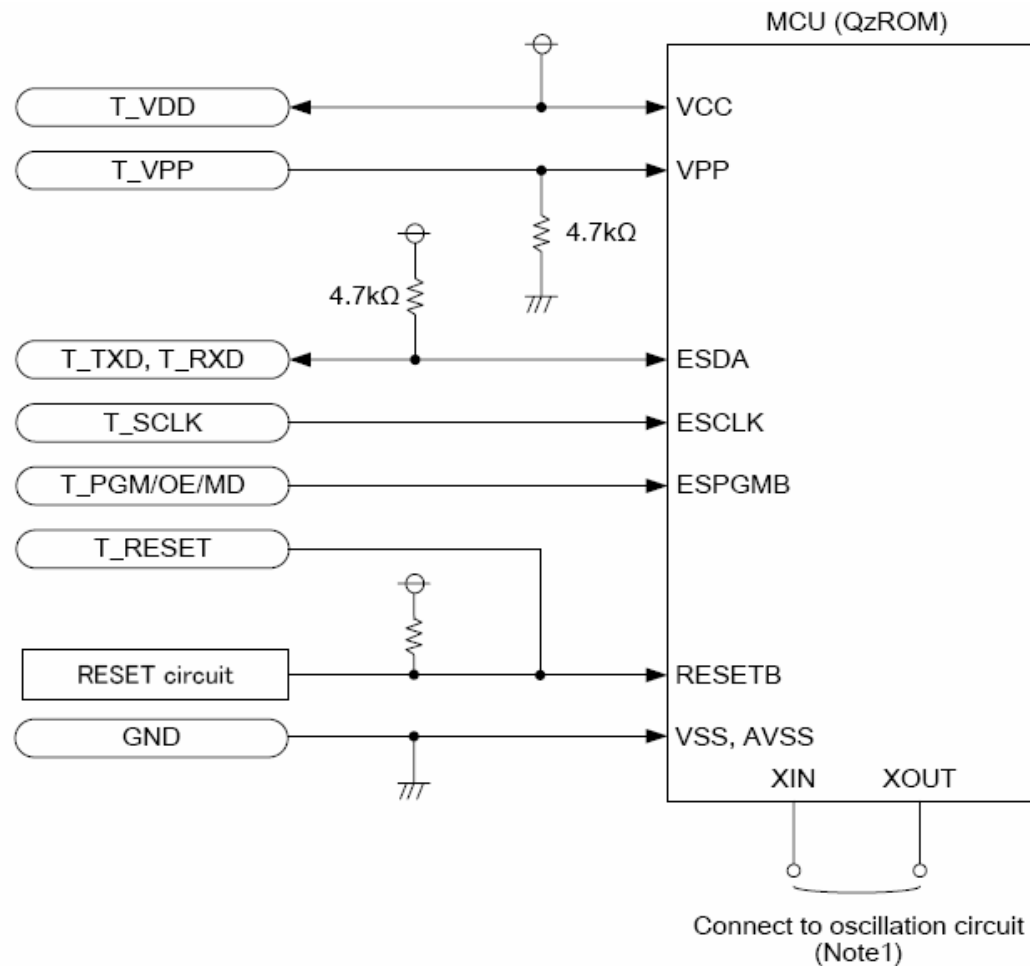 MCU (QzROM)
T_VDD
VCC
T_VPP
VPP
4.7kΩ
4.7kΩ
T_TXD, T_RXD
ESDA
T_SCLK
ESCLK
T_PGM/OE/MD
ESPGMB
T_RESET
RESET circuit
RESETB
GND
VSS, AVSS
XIN
XOUT
Connect to oscillation circuit
(Note1)